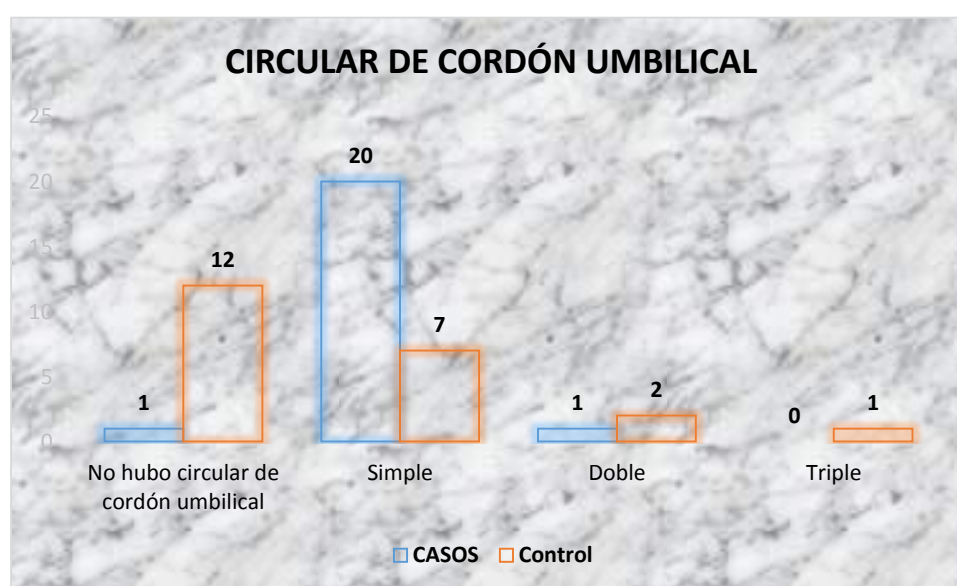 CIRCULAR DE CORDÓN UMBILICAL
25
20
20
15
12
10
7
5
1
1
2
0
1
0
No hubo circular de
cordón umbilical
Simple
Doble
Triple
CASOS
Control